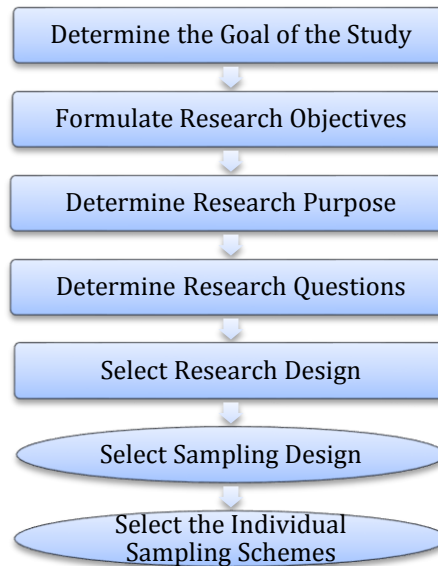 Determine the Goal of the Study
Formulate Research Objectives
Determine Research Purpose
Determine Research Questions
Select Research Design
Select Sampling Design
Select the Individual
Sampling Schemes